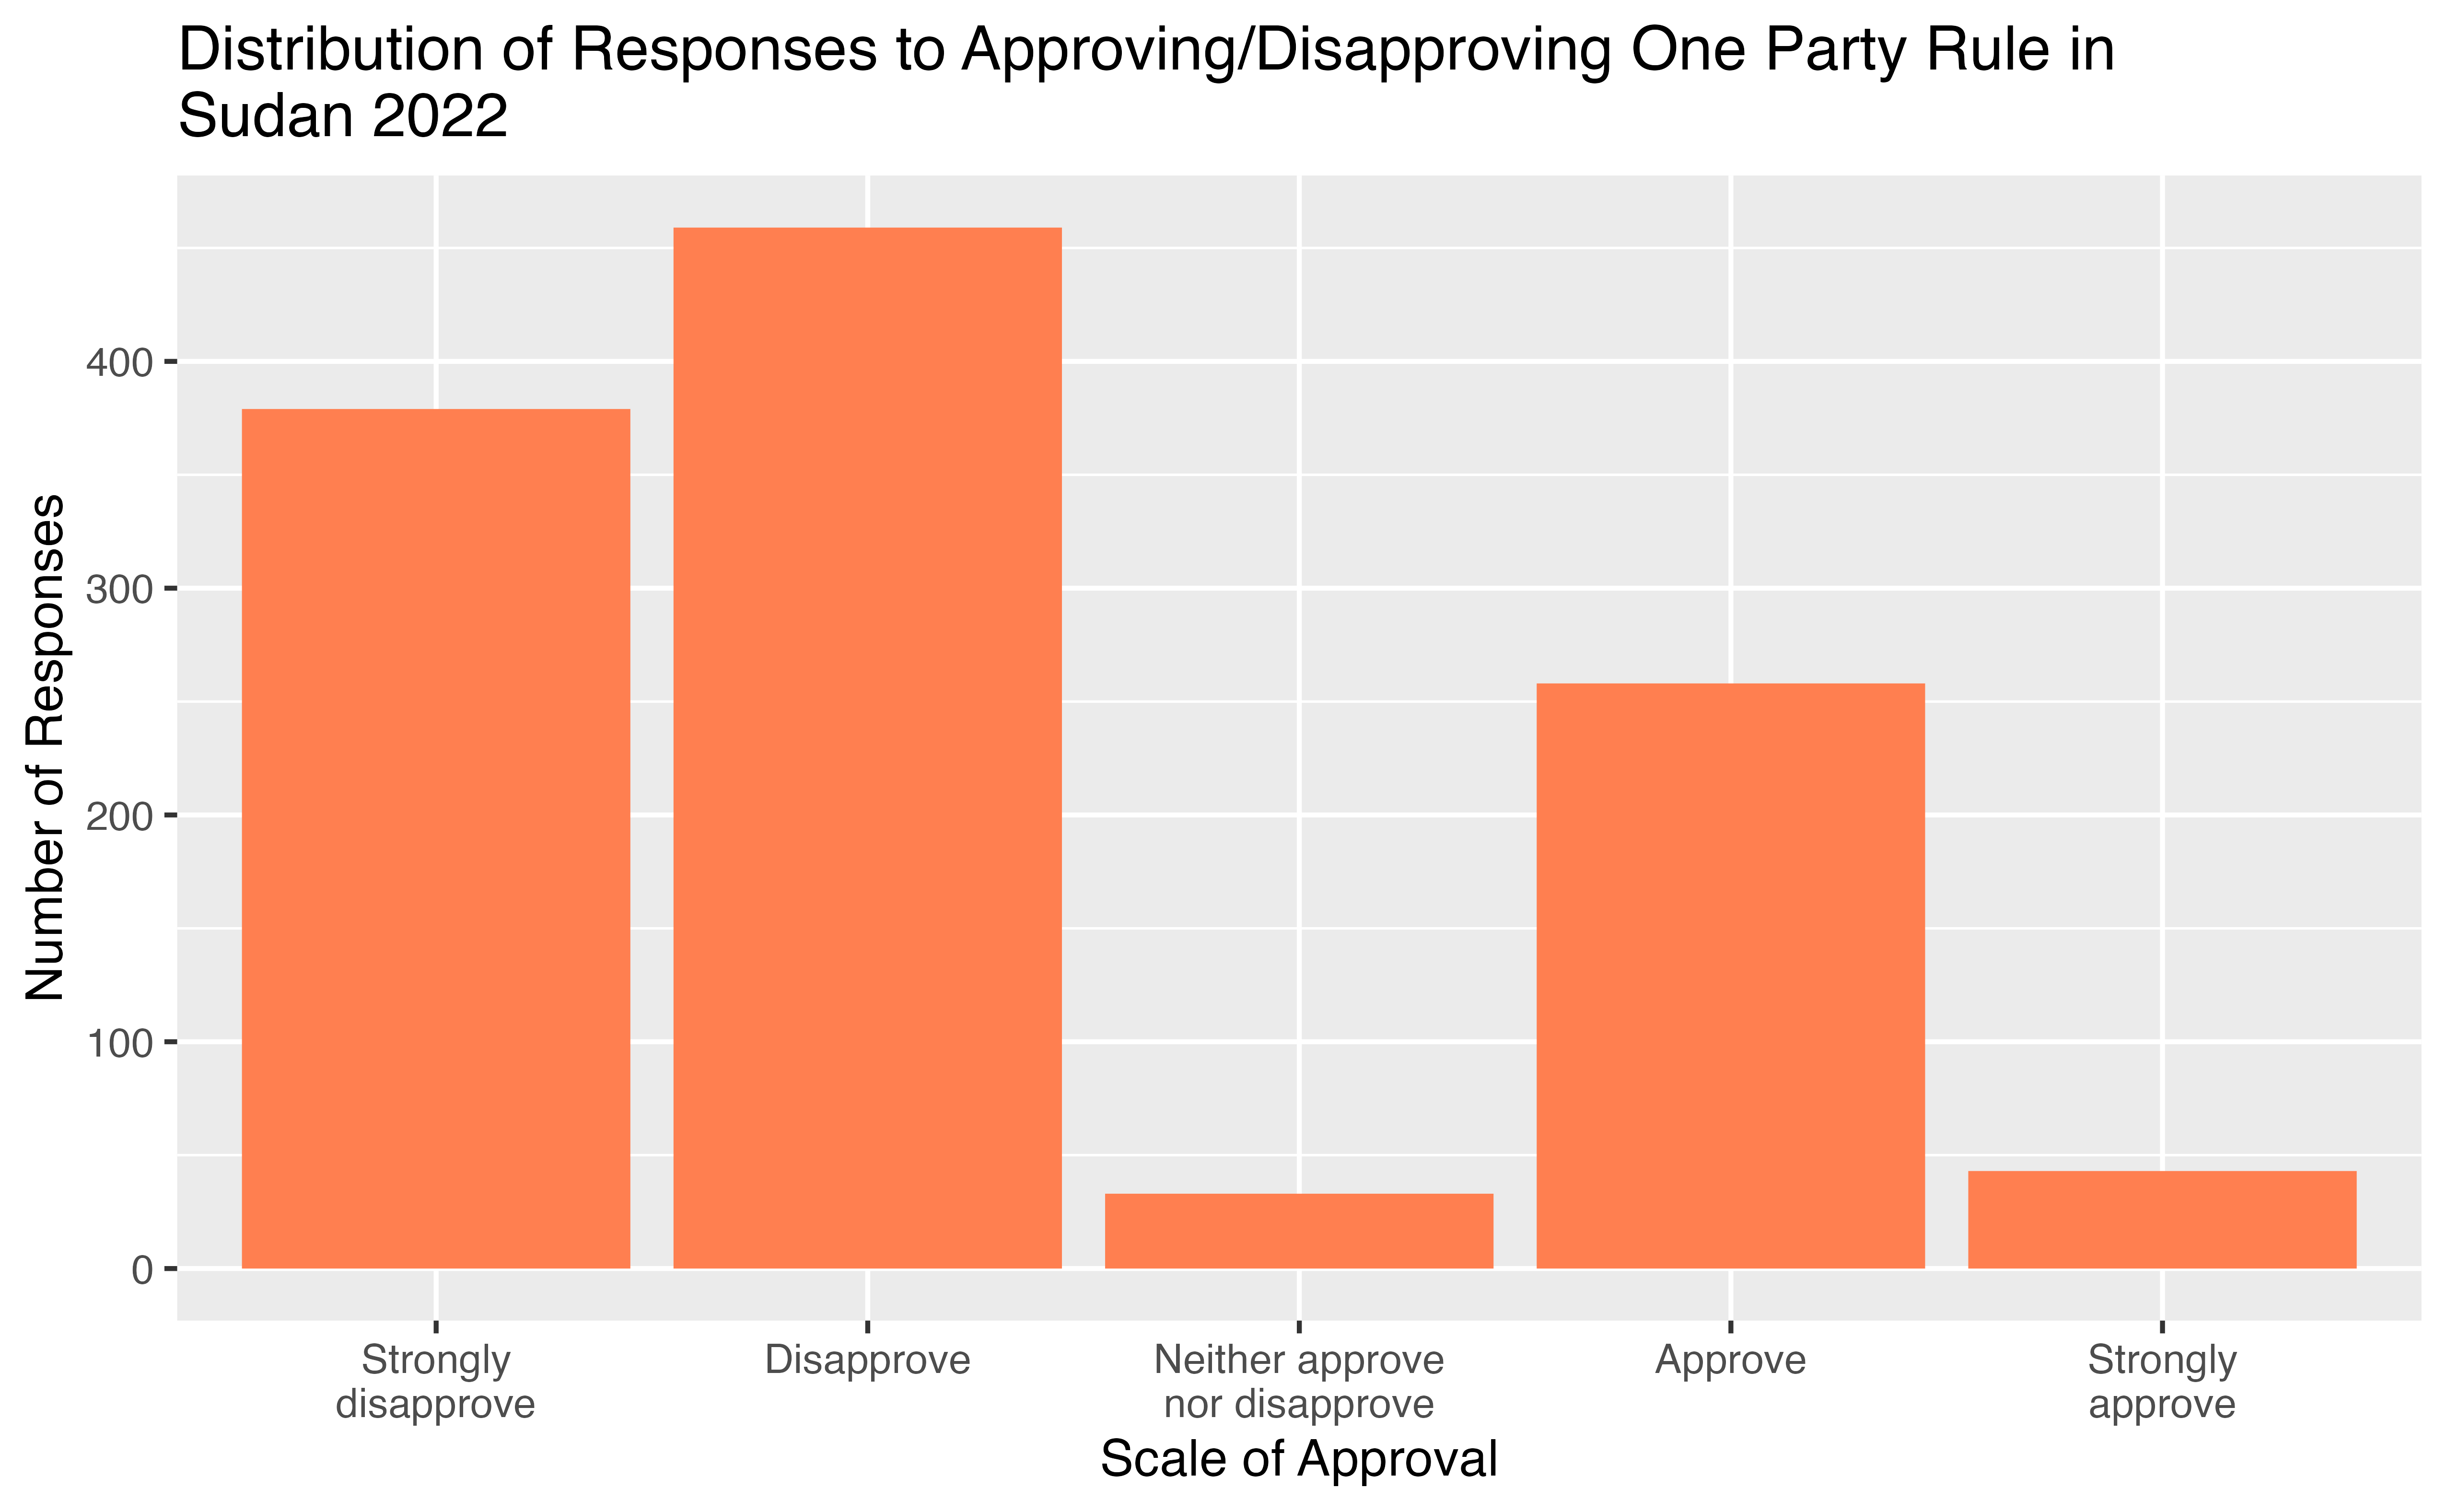 Distribution of Responses to Approving/Disapproving One Party Rule in
Sudan 2022
Number of Responses
400
300
200
100
0
Strongly
disapprove
Disapprove
Neither approve
nor disapprove
Approve
Strongly
approve
Scale of Approval